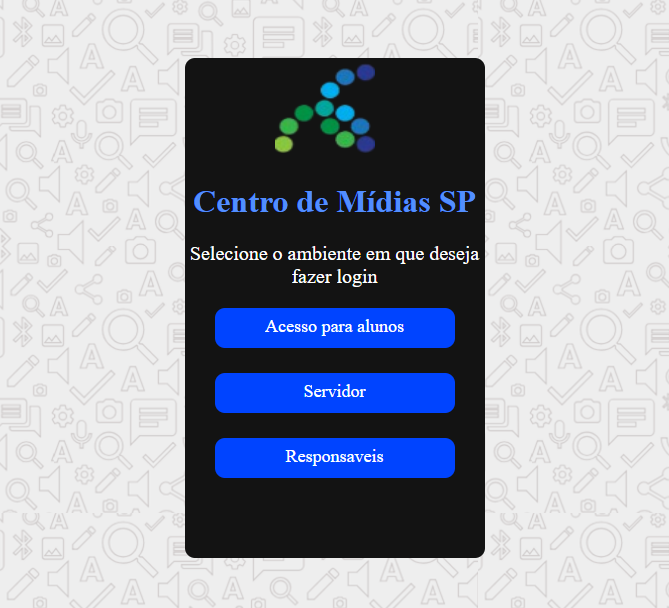 Centro de Mídias SP
Selecione o ambiente em que deseja
fazer login
Acesso para alunos
Servidor
Responsaveis